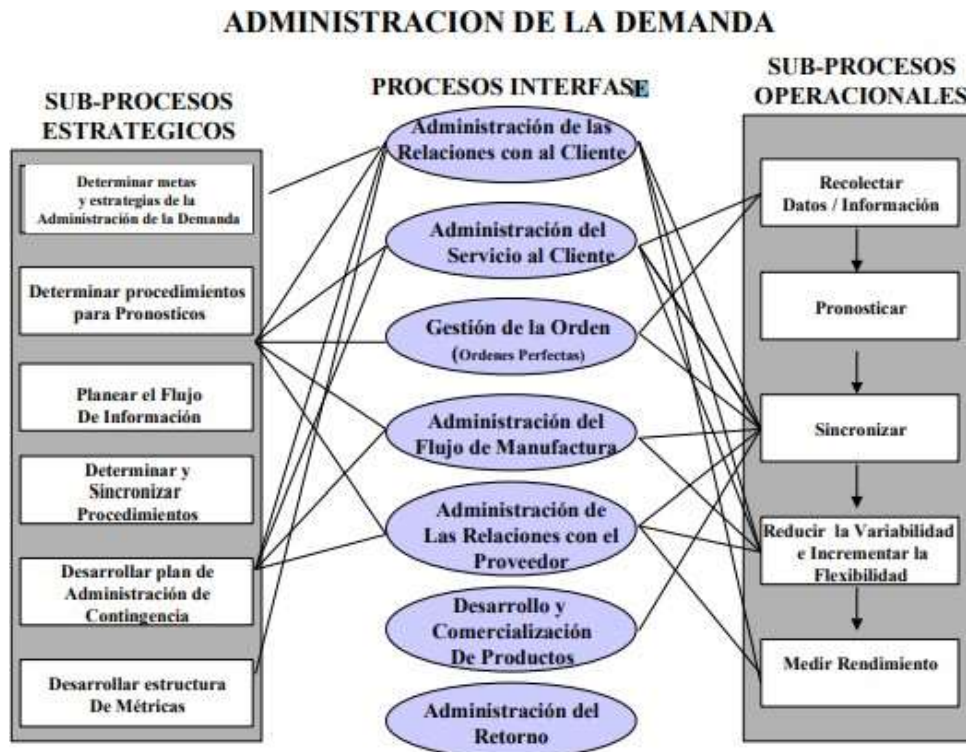 ADMINISTRACION DE LA DEMANDA
SUB-PROCESOS
ESTRATEGICOS
Determinar metas
y estrategias de la
Administración de la Demanda
Determinar procedimientos
para Pronosticos
Planear el Flujo
De Información
Determinar y
Sincronizar
Procedimientos
Desarrollar plan de
Administración de
Contingencia
Desarrollar estructura
De Métricas
PROCESOS INTERFASE
Administración de las
Relaciones con al Cliente
Administración del
Servicio al Cliente
Gestión de la Orden
(Ordenes Perfectas)
Administración del
Flujo de Manufactura
Administración de
Las Relaciones con el
Proveedor
Desarrollo y
Comercialización
De Productos
Administración del
Retorno
SUB-PROCESOS
OPERACIONALES
Recolectar
Datos / Información
Pronosticar
Sincronizar
Reducir la Variabilidad
e Incrementar la
Flexibilidad
Medir Rendimiento